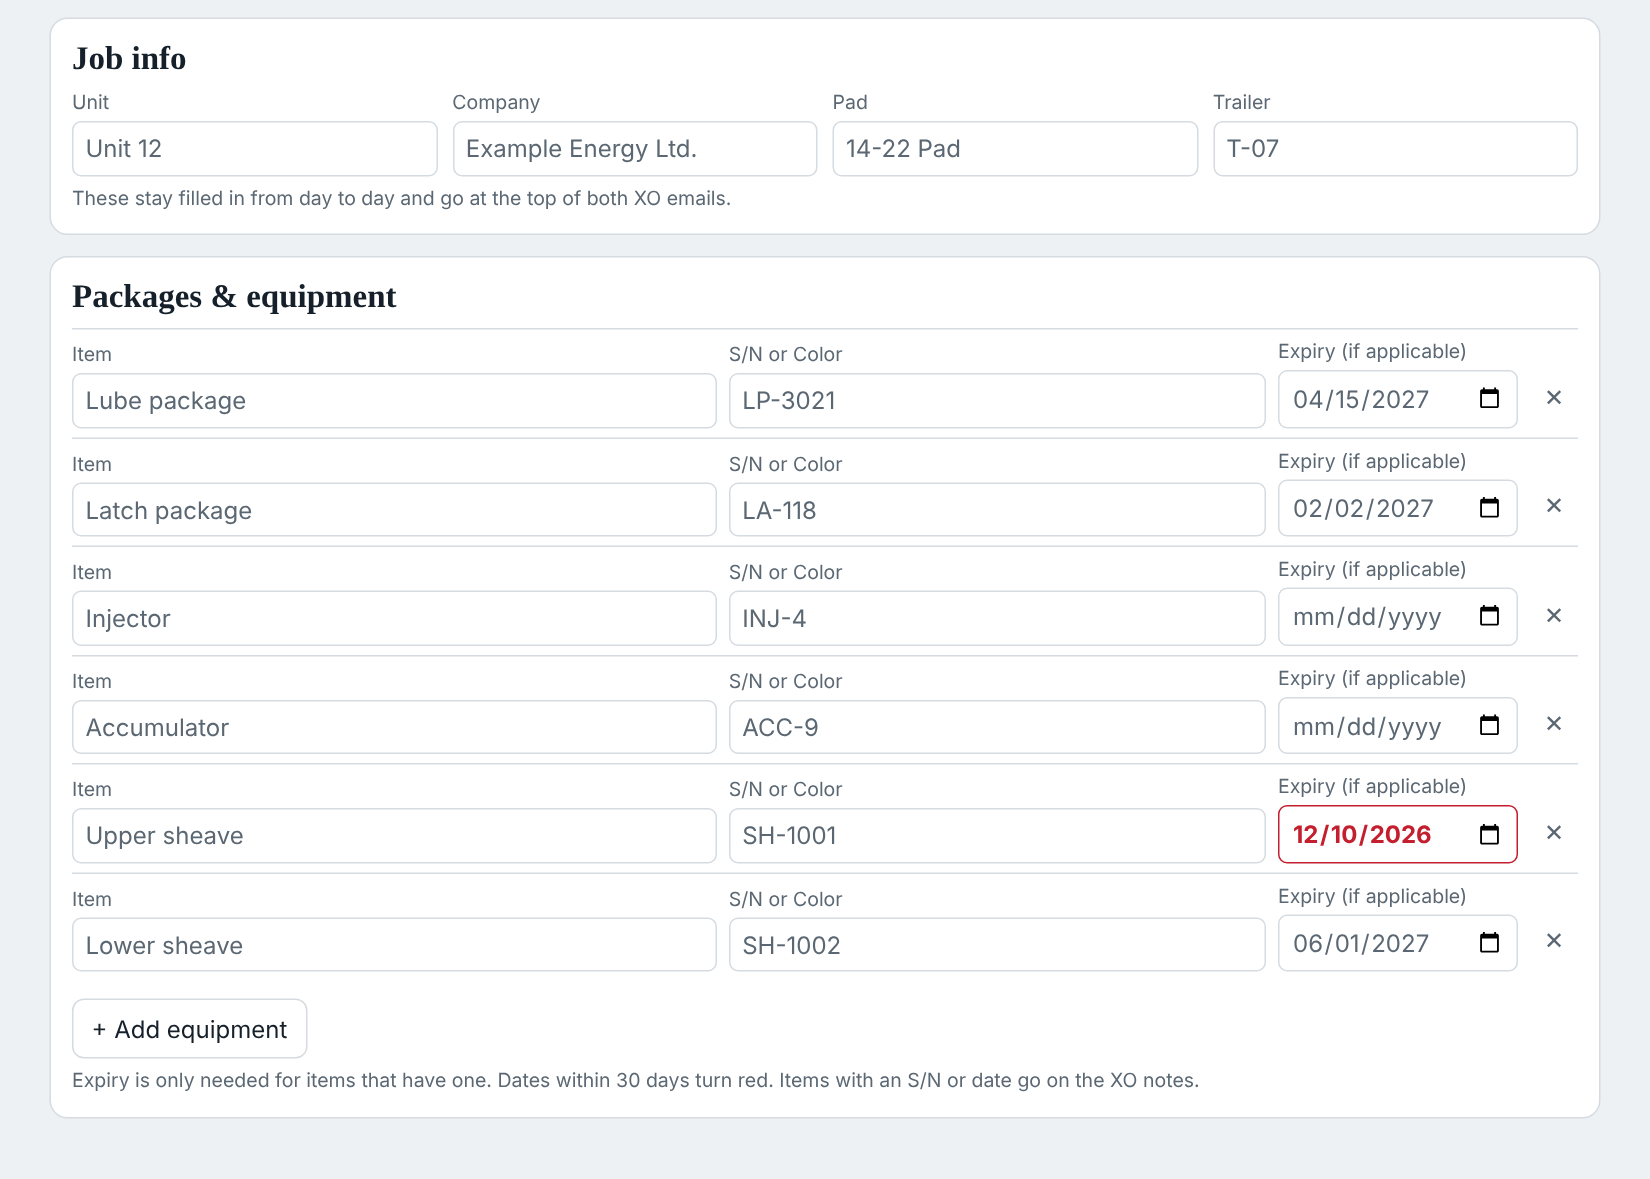 Job info
Unit Company Pad Trailer
Unit 12 Example Energy Ltd. 14-22 Pad T-07
These stay filled in from day to day and go at the top of both XO emails.
Packages & equipment
Item S/N or Color Expiry (if applicable)
Lube package LP-3021 04/15/2027 ×
Item S/N or Color Expiry (if applicable)
Latch package LA-118 02/02/2027 ×
Item S/N or Color Expiry (if applicable)
Injector INJ-4 mm/dd/yyyy ×
Item S/N or Color Expiry (if applicable)
Accumulator ACC-9 mm/dd/yyyy ×
Item S/N or Color Expiry (if applicable)
Upper sheave SH-1001 12/10/2026 ×
Item S/N or Color Expiry (if applicable)
Lower sheave SH-1002 06/01/2027 ×
+ Add equipment
Expiry is only needed for items that have one. Dates within 30 days turn red. Items with an S/N or date go on the XO notes.